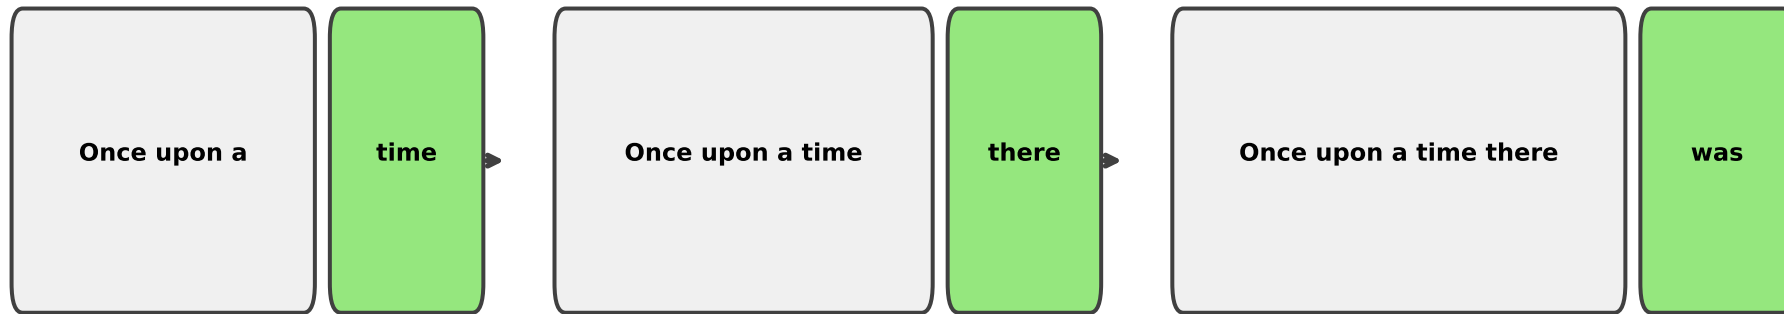 Once upon a
time
Once upon a time
there
Once upon a time there
was